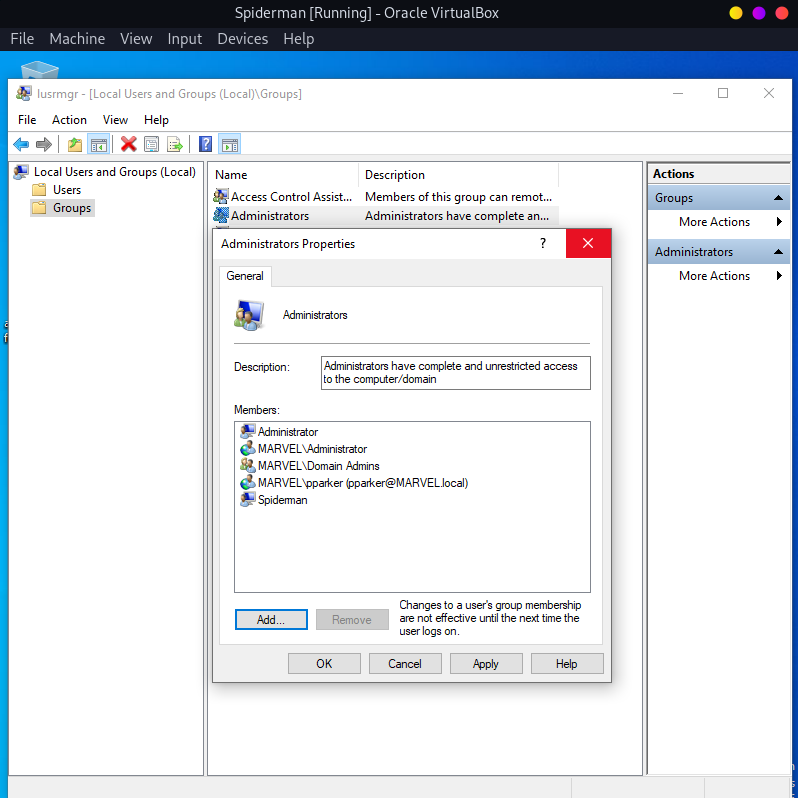 Spiderman [Running] - Oracle VirtualBox
File Machine View Input Devices Help
lusrmgr - [Local Users and Groups (Local)\Groups]
File Action View Help
Local Users and Groups (Local)
Users
Groups
Name Description
Access Control Assist... Members of this group can remot...
Administrators Administrators have complete an...
Actions
Groups
More Actions
Administrators
More Actions
Administrators Properties
General
Administrators
Description: Administrators have complete and unrestricted access
to the computer/domain
Members:
Administrator
MARVEL\Administrator
MARVEL\Domain Admins
MARVEL\pparker (pparker@MARVEL.local)
Spiderman
Add... Remove
Changes to a user's group membership
are not effective until the next time the
user logs on.
OK Cancel Apply Help